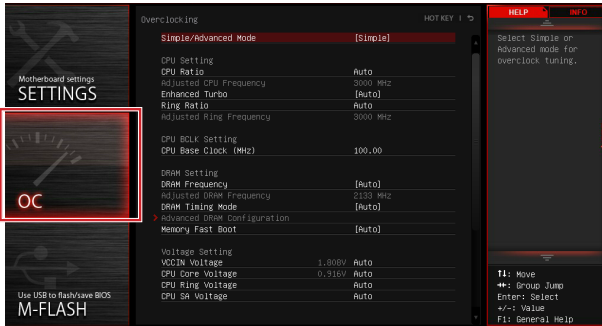 Motherboard settings
SETTINGS
OC
Use USB to flash/save BIOS
M-FLASH
Overclocking
HOT KEY | ⮌
Simple/Advanced Mode [Simple]
CPU Setting
CPU Ratio Auto
Adjusted CPU Frequency 3000 MHz
Enhanced Turbo [Auto]
Ring Ratio Auto
Adjusted Ring Frequency 3000 MHz
CPU BCLK Setting
CPU Base Clock (MHz) 100.00
DRAM Setting
DRAM Frequency [Auto]
Adjusted DRAM Frequency 2133 MHz
DRAM Timing Mode [Auto]
> Advanced DRAM Configuration
Memory Fast Boot [Auto]
Voltage Setting
VCCIN Voltage 1.808V Auto
CPU Core Voltage 0.916V Auto
CPU Ring Voltage Auto
CPU SA Voltage Auto
HELP INFO
Select Simple or
Advanced mode for
overclock tuning.
↑↓: Move
→←: Group Jump
Enter: Select
+/-: Value
F1: General Help